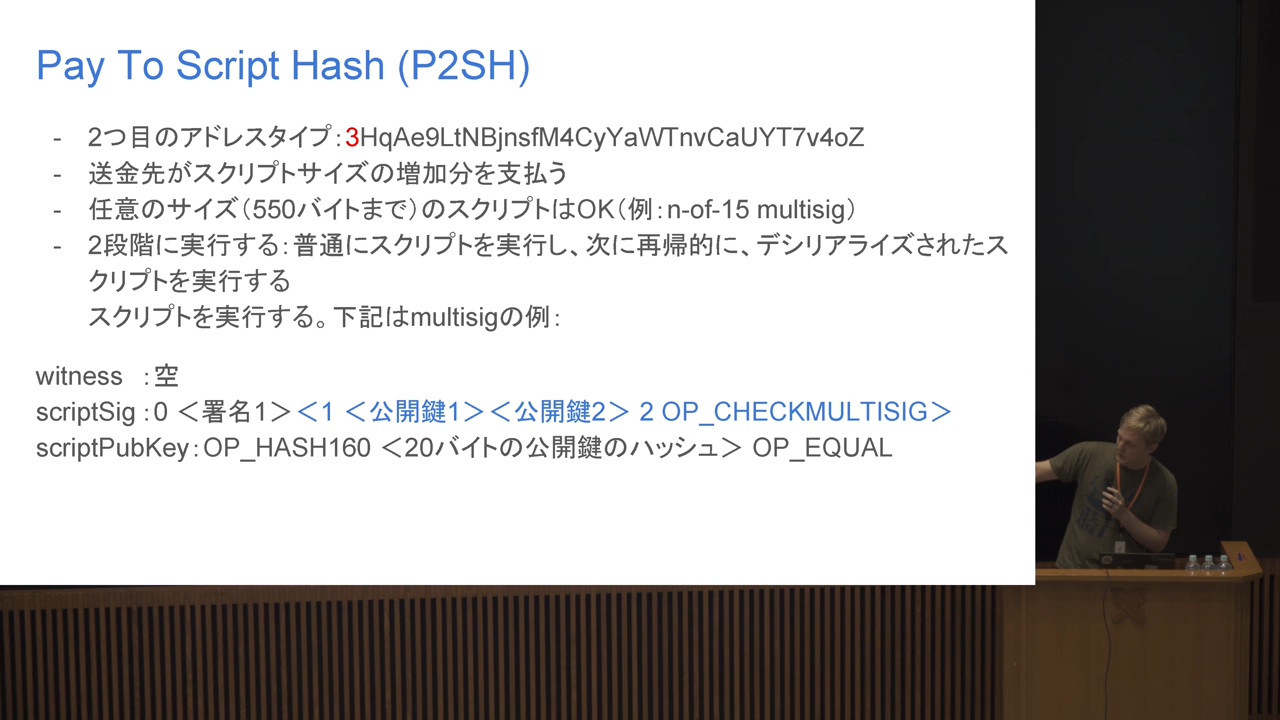 Pay To Script Hash (P2SH)
- 2つ目のアドレスタイプ：3HqAe9LtNBjnsfM4CyYaWTnvCaUYT7v4oZ
- 送金先がスクリプトサイズの増加分を支払う
- 任意のサイズ（550バイトまで）のスクリプトはOK（例：n-of-15 multisig）
- 2段階に実行する：普通にスクリプトを実行し、次に再帰的に、デシリアライズされたス
クリプトを実行する
スクリプトを実行する。下記はmultisigの例：
witness ：空
scriptSig ：0 ＜署名1＞＜1 ＜公開鍵1＞＜公開鍵2＞ 2 OP_CHECKMULTISIG＞
scriptPubKey：OP_HASH160 ＜20バイトの公開鍵のハッシュ＞ OP_EQUAL